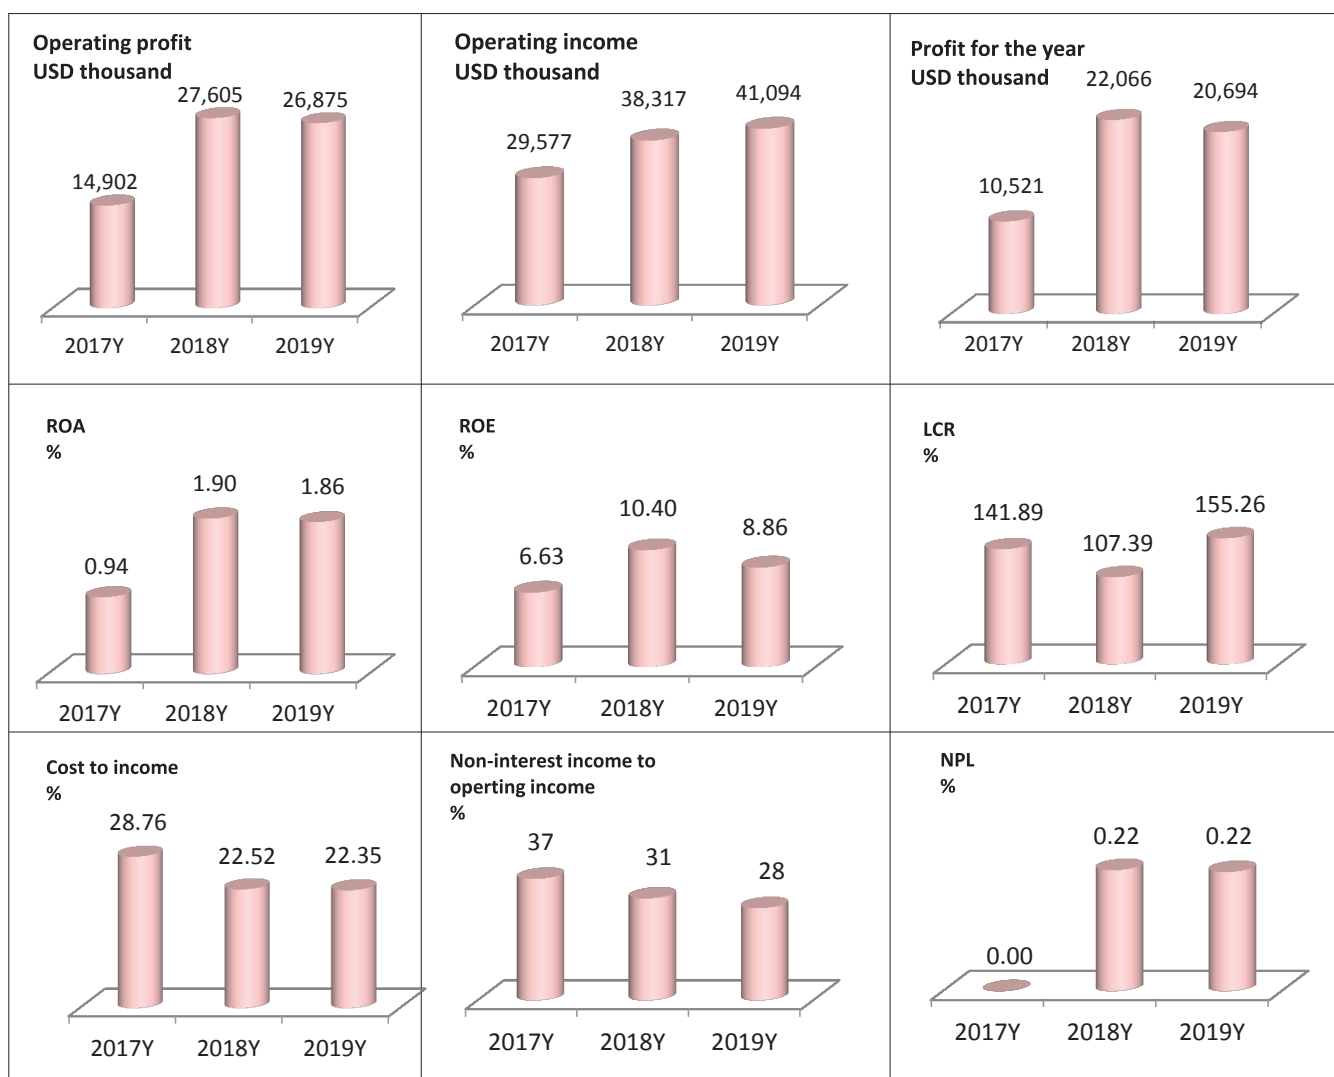 Operating profit
USD thousand
27,605
26,875
14,902
2017Y 2018Y 2019Y
Operating income
USD thousand
41,094
38,317
29,577
2017Y 2018Y 2019Y
Profit for the year
USD thousand
22,066
20,694
10,521
2017Y 2018Y 2019Y
ROA
%
1.90
1.86
0.94
2017Y 2018Y 2019Y
ROE
%
10.40
8.86
6.63
2017Y 2018Y 2019Y
LCR
%
155.26
141.89
107.39
2017Y 2018Y 2019Y
Cost to income
%
28.76
22.52 22.35
2017Y 2018Y 2019Y
Non-interest income to
operting income
%
37
31
28
2017Y 2018Y 2019Y
NPL
%
0.22 0.22
0.00
2017Y 2018Y 2019Y